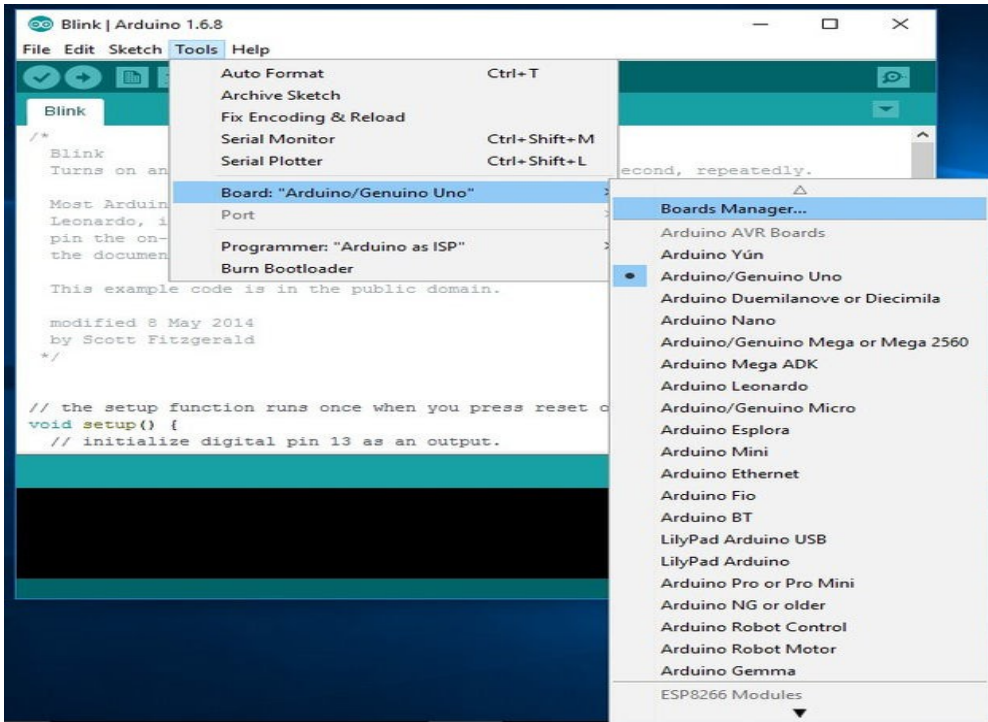 Blink | Arduino 1.6.8
File Edit Sketch Tools Help
Auto Format Ctrl+T
Archive Sketch
Fix Encoding & Reload
Serial Monitor Ctrl+Shift+M
Serial Plotter Ctrl+Shift+L
Board: "Arduino/Genuino Uno"
Port
Programmer: "Arduino as ISP"
Burn Bootloader
Blink
/*
Blink
Turns on an econd, repeatedly.
Most Arduin
Leonardo, i
pin the on-
the documen
This example code is in the public domain.
modified 8 May 2014
by Scott Fitzgerald
*/
// the setup function runs once when you press reset o
void setup() {
// initialize digital pin 13 as an output.
Boards Manager...
Arduino AVR Boards
Arduino Yún
Arduino/Genuino Uno
Arduino Duemilanove or Diecimila
Arduino Nano
Arduino/Genuino Mega or Mega 2560
Arduino Mega ADK
Arduino Leonardo
Arduino/Genuino Micro
Arduino Esplora
Arduino Mini
Arduino Ethernet
Arduino Fio
Arduino BT
LilyPad Arduino USB
LilyPad Arduino
Arduino Pro or Pro Mini
Arduino NG or older
Arduino Robot Control
Arduino Robot Motor
Arduino Gemma
ESP8266 Modules